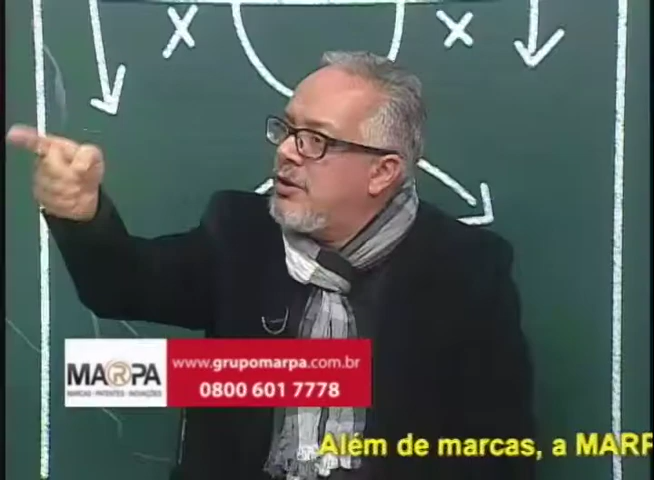 MARPA
MARCAS • PATENTES • INOVAÇÕES
www.grupomarpa.com.br
0800 601 7778
Além de marcas, a MARP